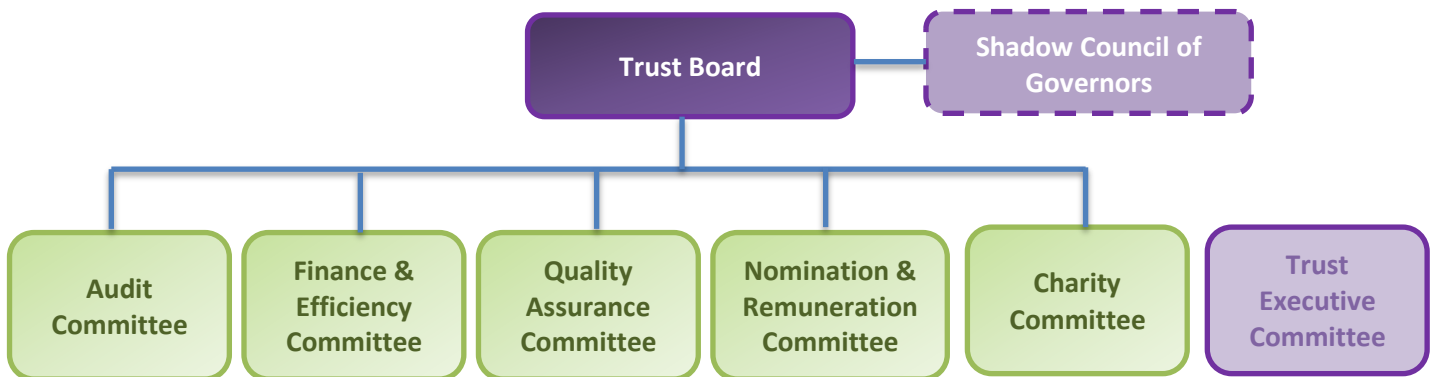 Trust Board
Shadow Council of
Governors
Audit
Committee
Finance &
Efficiency
Committee
Quality
Assurance
Committee
Nomination &
Remuneration
Committee
Charity
Committee
Trust
Executive
Committee